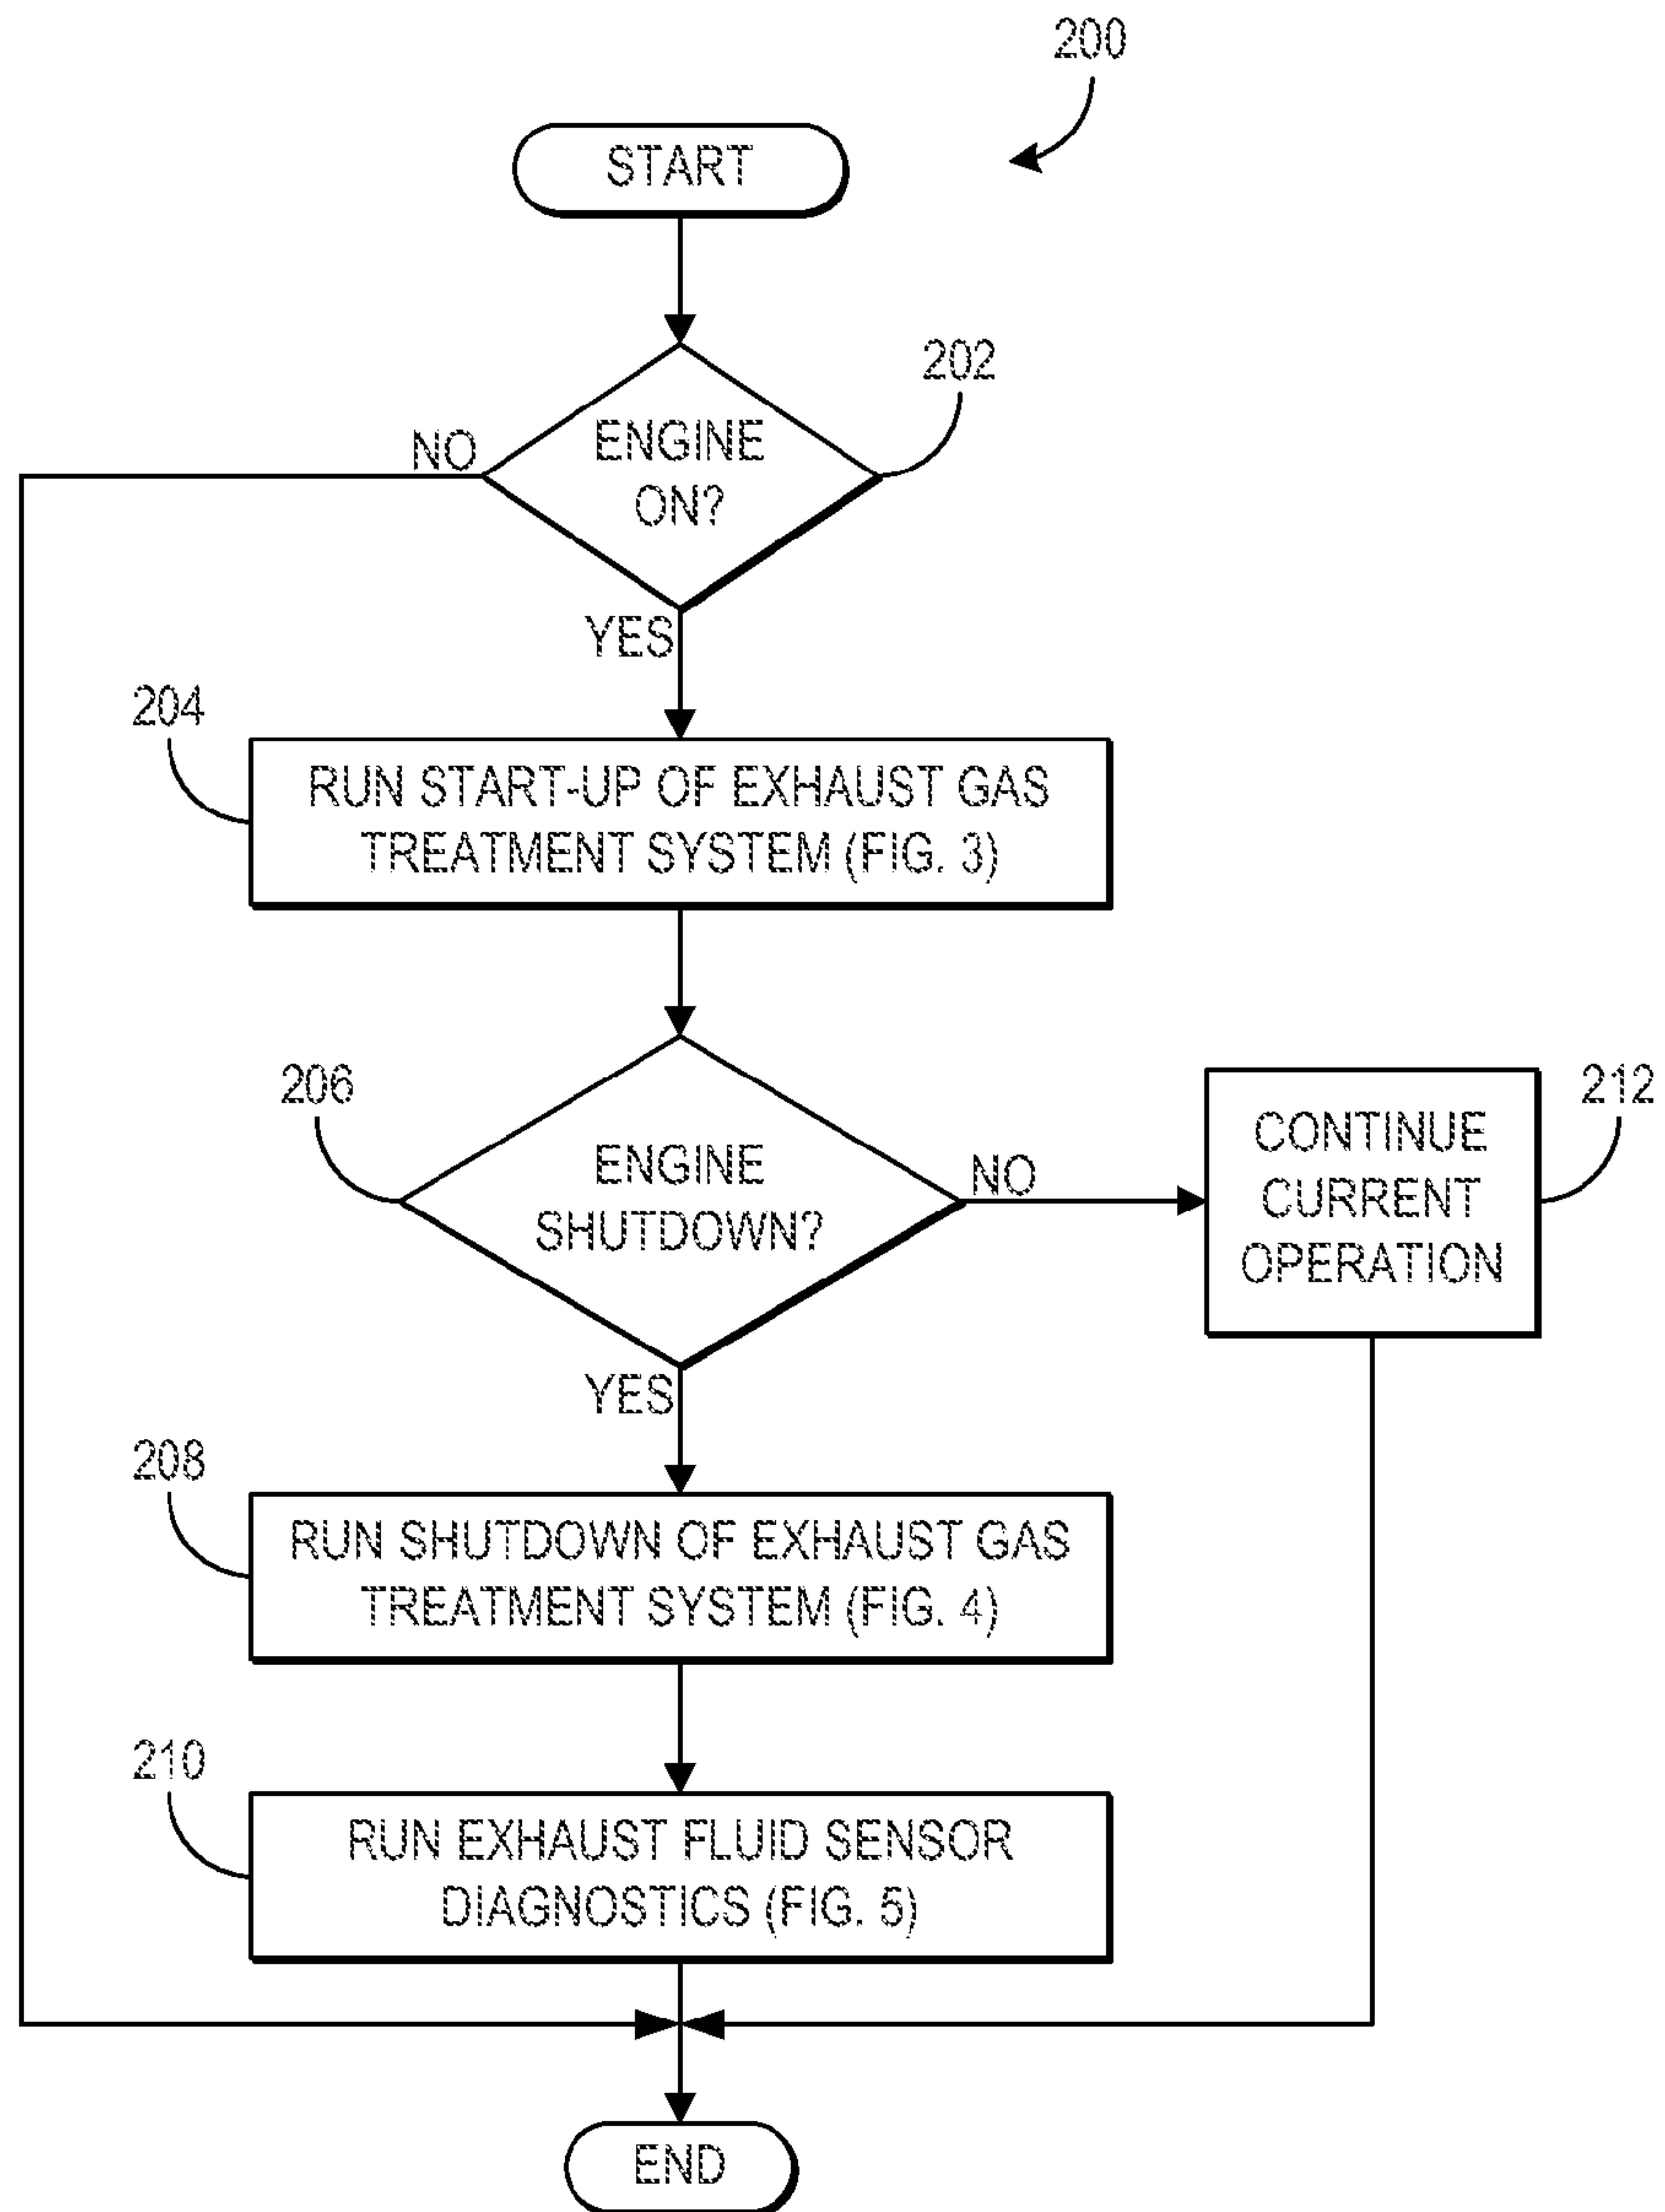 200
START
202
NO
ENGINE
ON?
YES
204
RUN START-UP OF EXHAUST GAS
TREATMENT SYSTEM (FIG. 3)
206
ENGINE
SHUTDOWN?
NO
CONTINUE
CURRENT
OPERATION
212
YES
208
RUN SHUTDOWN OF EXHAUST GAS
TREATMENT SYSTEM (FIG. 4)
210
RUN EXHAUST FLUID SENSOR
DIAGNOSTICS (FIG. 5)
END